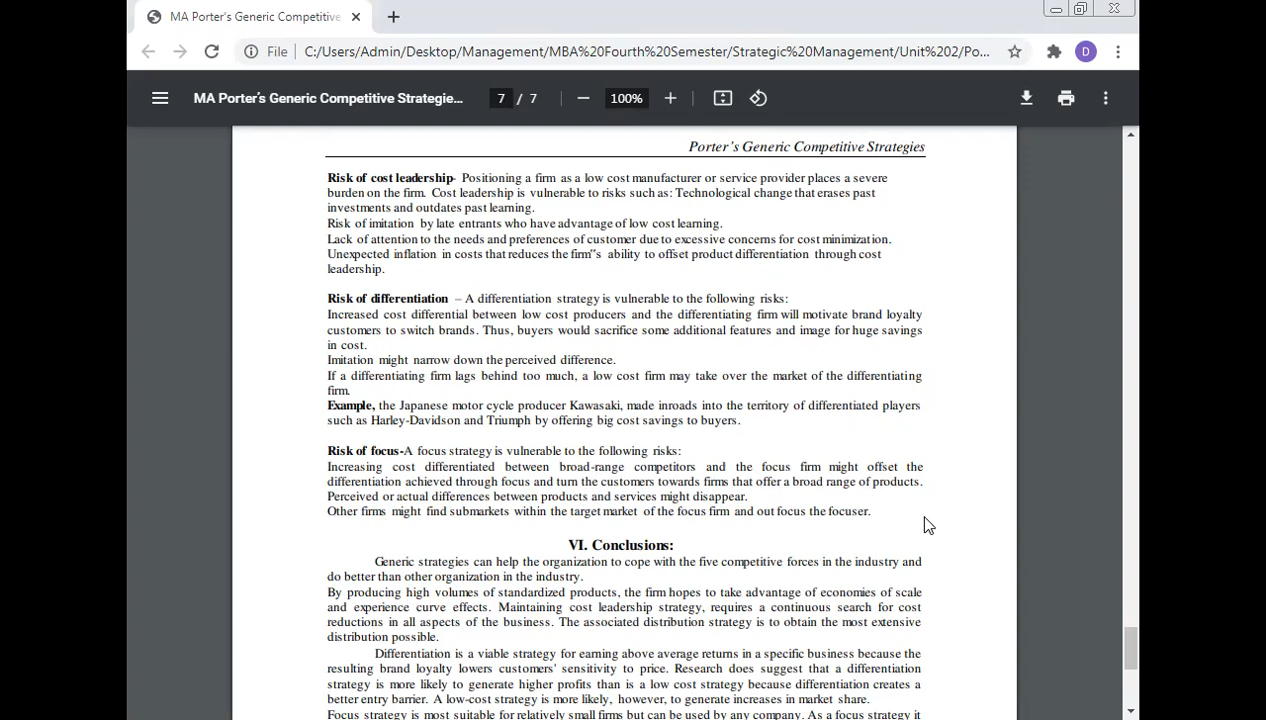 MA Porter's Generic Competitive
File
C:/Users/Admin/Desktop/Management/MBA%20Fourth%20Semester/Strategic%20Management/Unit%202/Po...
D
MA Porter's Generic Competitive Strategie...
7 / 7
100%
Porter's Generic Competitive Strategies
Risk of cost leadership- Positioning a firm as a low cost manufacturer or service provider places a severe
burden on the firm. Cost leadership is vulnerable to risks such as: Technological change that erases past
investments and outdates past learning.
Risk of imitation by late entrants who have advantage of low cost learning.
Lack of attention to the needs and preferences of customer due to excessive concerns for cost minimization.
Unexpected inflation in costs that reduces the firm"s ability to offset product differentiation through cost
leadership.
Risk of differentiation – A differentiation strategy is vulnerable to the following risks:
Increased cost differential between low cost producers and the differentiating firm will motivate brand loyalty
customers to switch brands. Thus, buyers would sacrifice some additional features and image for huge savings
in cost.
Imitation might narrow down the perceived difference.
If a differentiating firm lags behind too much, a low cost firm may take over the market of the differentiating
firm.
Example, the Japanese motor cycle producer Kawasaki, made inroads into the territory of differentiated players
such as Harley-Davidson and Triumph by offering big cost savings to buyers.
Risk of focus-A focus strategy is vulnerable to the following risks:
Increasing cost differentiated between broad-range competitors and the focus firm might offset the
differentiation achieved through focus and turn the customers towards firms that offer a broad range of products.
Perceived or actual differences between products and services might disappear.
Other firms might find submarkets within the target market of the focus firm and out focus the focuser.
VI. Conclusions:
Generic strategies can help the organization to cope with the five competitive forces in the industry and
do better than other organization in the industry.
By producing high volumes of standardized products, the firm hopes to take advantage of economies of scale
and experience curve effects. Maintaining cost leadership strategy, requires a continuous search for cost
reductions in all aspects of the business. The associated distribution strategy is to obtain the most extensive
distribution possible.
Differentiation is a viable strategy for earning above average returns in a specific business because the
resulting brand loyalty lowers customers' sensitivity to price. Research does suggest that a differentiation
strategy is more likely to generate higher profits than is a low cost strategy because differentiation creates a
better entry barrier. A low-cost strategy is more likely, however, to generate increases in market share.
Focus strategy is most suitable for relatively small firms but can be used by any company. As a focus strategy it